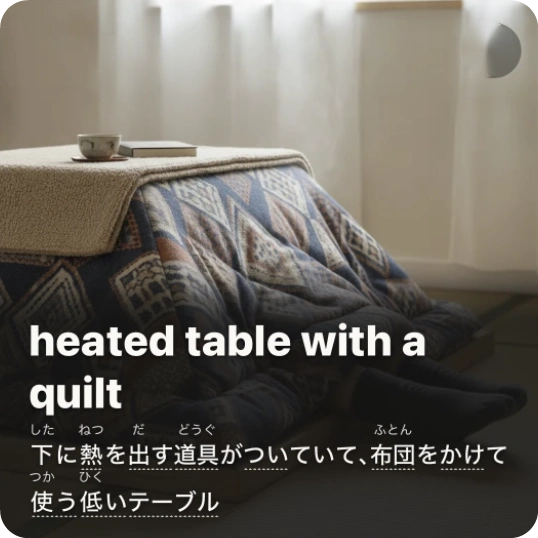 heated table with a
quilt
した ねつ だ どうぐ ふとん
下に熱を出す道具がついていて、布団をかけて
つか ひく
使う低いテーブル